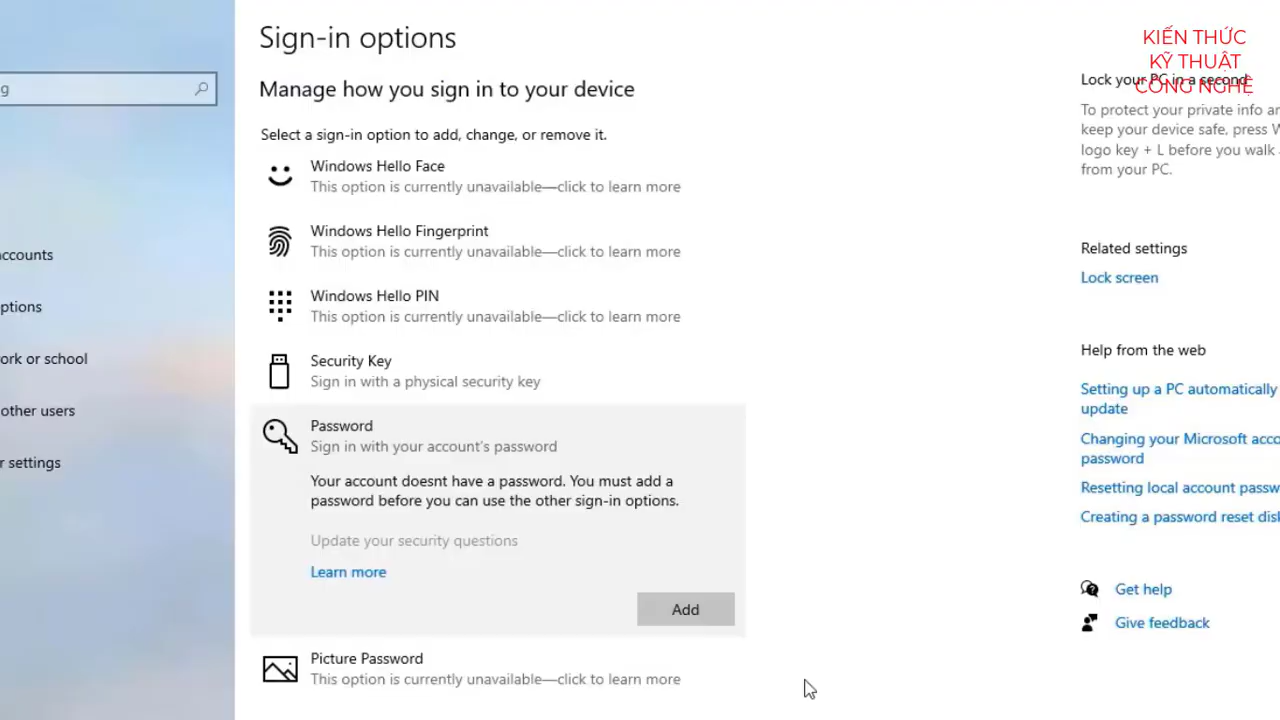 Sign-in options
Manage how you sign in to your device
Select a sign-in option to add, change, or remove it.
Windows Hello Face
This option is currently unavailable—click to learn more
Windows Hello Fingerprint
This option is currently unavailable—click to learn more
Windows Hello PIN
This option is currently unavailable—click to learn more
Security Key
Sign in with a physical security key
Password
Sign in with your account's password
Your account doesnt have a password. You must add a
password before you can use the other sign-in options.
Update your security questions
Learn more
Add
Picture Password
This option is currently unavailable—click to learn more
g
accounts
ptions
ork or school
other users
r settings
KIẾN THỨC
KỸ THUẬT
CÔNG NGHỆ
Lock your PC in a second
To protect your private info an
keep your device safe, press W
logo key + L before you walk
from your PC.
Related settings
Lock screen
Help from the web
Setting up a PC automatically
update
Changing your Microsoft acco
password
Resetting local account passw
Creating a password reset disk
Get help
Give feedback